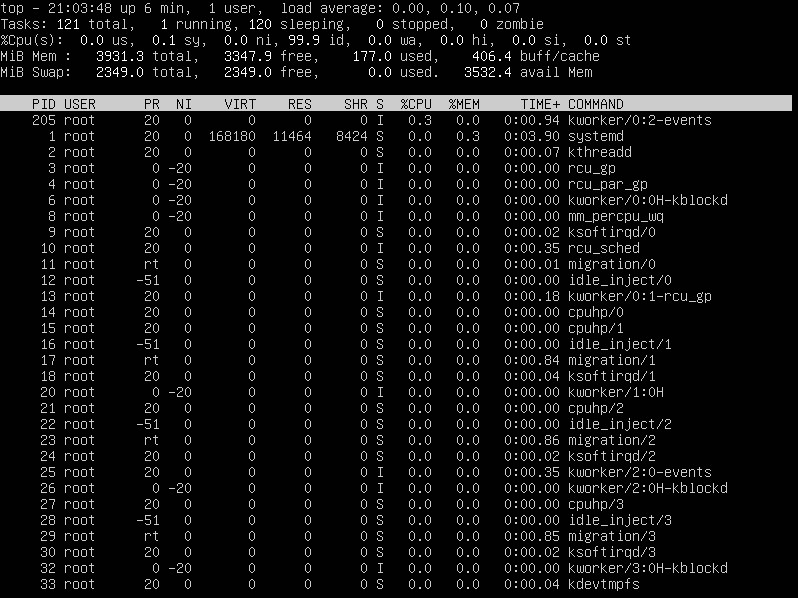 top - 21:03:48 up 6 min,  1 user,  load average: 0.00, 0.10, 0.07
Tasks: 121 total,   1 running, 120 sleeping,   0 stopped,   0 zombie
%Cpu(s):  0.0 us,  0.1 sy,  0.0 ni, 99.9 id,  0.0 wa,  0.0 hi,  0.0 si,  0.0 st
MiB Mem :   3931.3 total,   3347.9 free,    177.0 used,    406.4 buff/cache
MiB Swap:   2349.0 total,   2349.0 free,      0.0 used.   3532.4 avail Mem
PID USER      PR  NI    VIRT    RES    SHR S  %CPU  %MEM     TIME+ COMMAND
205 root      20   0       0      0      0 I   0.3   0.0   0:00.94 kworker/0:2-events
1 root      20   0  168180  11464   8424 S   0.0   0.3   0:03.90 systemd
2 root      20   0       0      0      0 S   0.0   0.0   0:00.07 kthreadd
3 root       0 -20       0      0      0 I   0.0   0.0   0:00.00 rcu_gp
4 root       0 -20       0      0      0 I   0.0   0.0   0:00.00 rcu_par_gp
6 root       0 -20       0      0      0 I   0.0   0.0   0:00.00 kworker/0:0H-kblockd
8 root       0 -20       0      0      0 I   0.0   0.0   0:00.00 mm_percpu_wq
9 root      20   0       0      0      0 S   0.0   0.0   0:00.02 ksoftirqd/0
10 root      20   0       0      0      0 I   0.0   0.0   0:00.35 rcu_sched
11 root      rt   0       0      0      0 S   0.0   0.0   0:00.01 migration/0
12 root     -51   0       0      0      0 S   0.0   0.0   0:00.00 idle_inject/0
13 root      20   0       0      0      0 I   0.0   0.0   0:00.18 kworker/0:1-rcu_gp
14 root      20   0       0      0      0 S   0.0   0.0   0:00.00 cpuhp/0
15 root      20   0       0      0      0 S   0.0   0.0   0:00.00 cpuhp/1
16 root     -51   0       0      0      0 S   0.0   0.0   0:00.00 idle_inject/1
17 root      rt   0       0      0      0 S   0.0   0.0   0:00.84 migration/1
18 root      20   0       0      0      0 S   0.0   0.0   0:00.04 ksoftirqd/1
20 root       0 -20       0      0      0 I   0.0   0.0   0:00.00 kworker/1:0H
21 root      20   0       0      0      0 S   0.0   0.0   0:00.00 cpuhp/2
22 root     -51   0       0      0      0 S   0.0   0.0   0:00.00 idle_inject/2
23 root      rt   0       0      0      0 S   0.0   0.0   0:00.86 migration/2
24 root      20   0       0      0      0 S   0.0   0.0   0:00.02 ksoftirqd/2
25 root      20   0       0      0      0 I   0.0   0.0   0:00.35 kworker/2:0-events
26 root       0 -20       0      0      0 I   0.0   0.0   0:00.00 kworker/2:0H-kblockd
27 root      20   0       0      0      0 S   0.0   0.0   0:00.00 cpuhp/3
28 root     -51   0       0      0      0 S   0.0   0.0   0:00.00 idle_inject/3
29 root      rt   0       0      0      0 S   0.0   0.0   0:00.85 migration/3
30 root      20   0       0      0      0 S   0.0   0.0   0:00.02 ksoftirqd/3
32 root       0 -20       0      0      0 I   0.0   0.0   0:00.00 kworker/3:0H-kblockd
33 root      20   0       0      0      0 S   0.0   0.0   0:00.04 kdevtmpfs